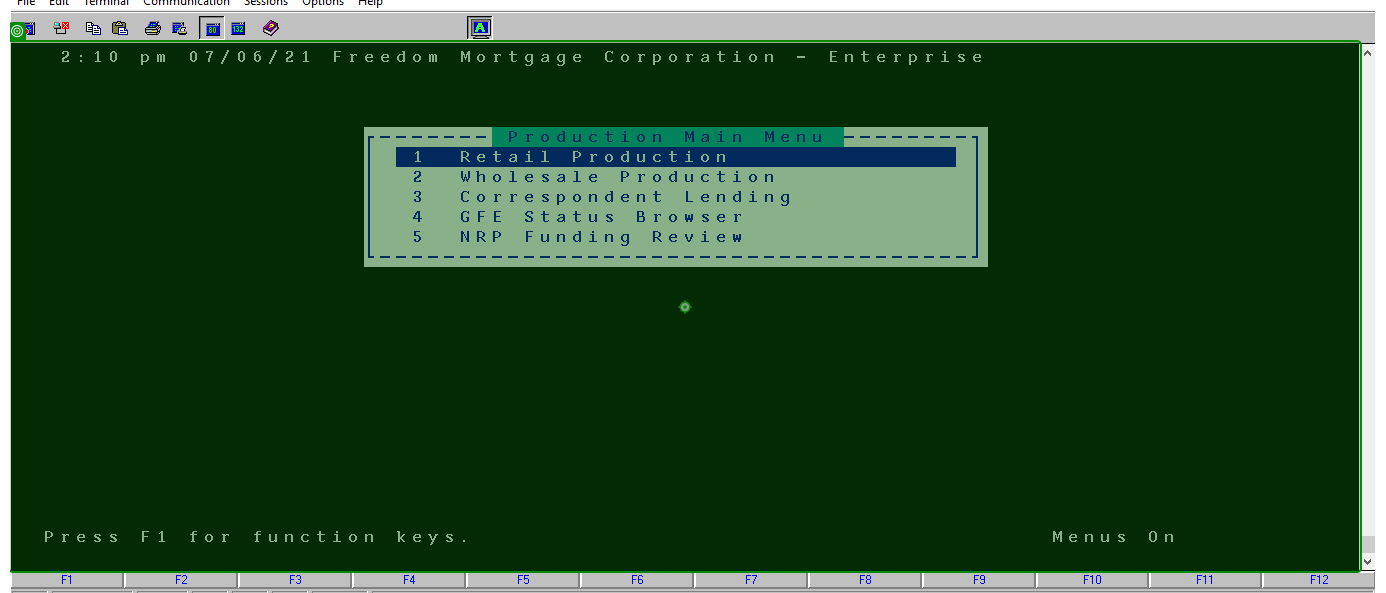 File Edit Terminal Communication Sessions Options Help
80 132 A
2:10 pm 07/06/21 Freedom Mortgage Corporation - Enterprise
Production Main Menu
1 Retail Production
2 Wholesale Production
3 Correspondent Lending
4 GFE Status Browser
5 NRP Funding Review
Press F1 for function keys. Menus On
F1 F2 F3 F4 F5 F6 F7 F8 F9 F10 F11 F12